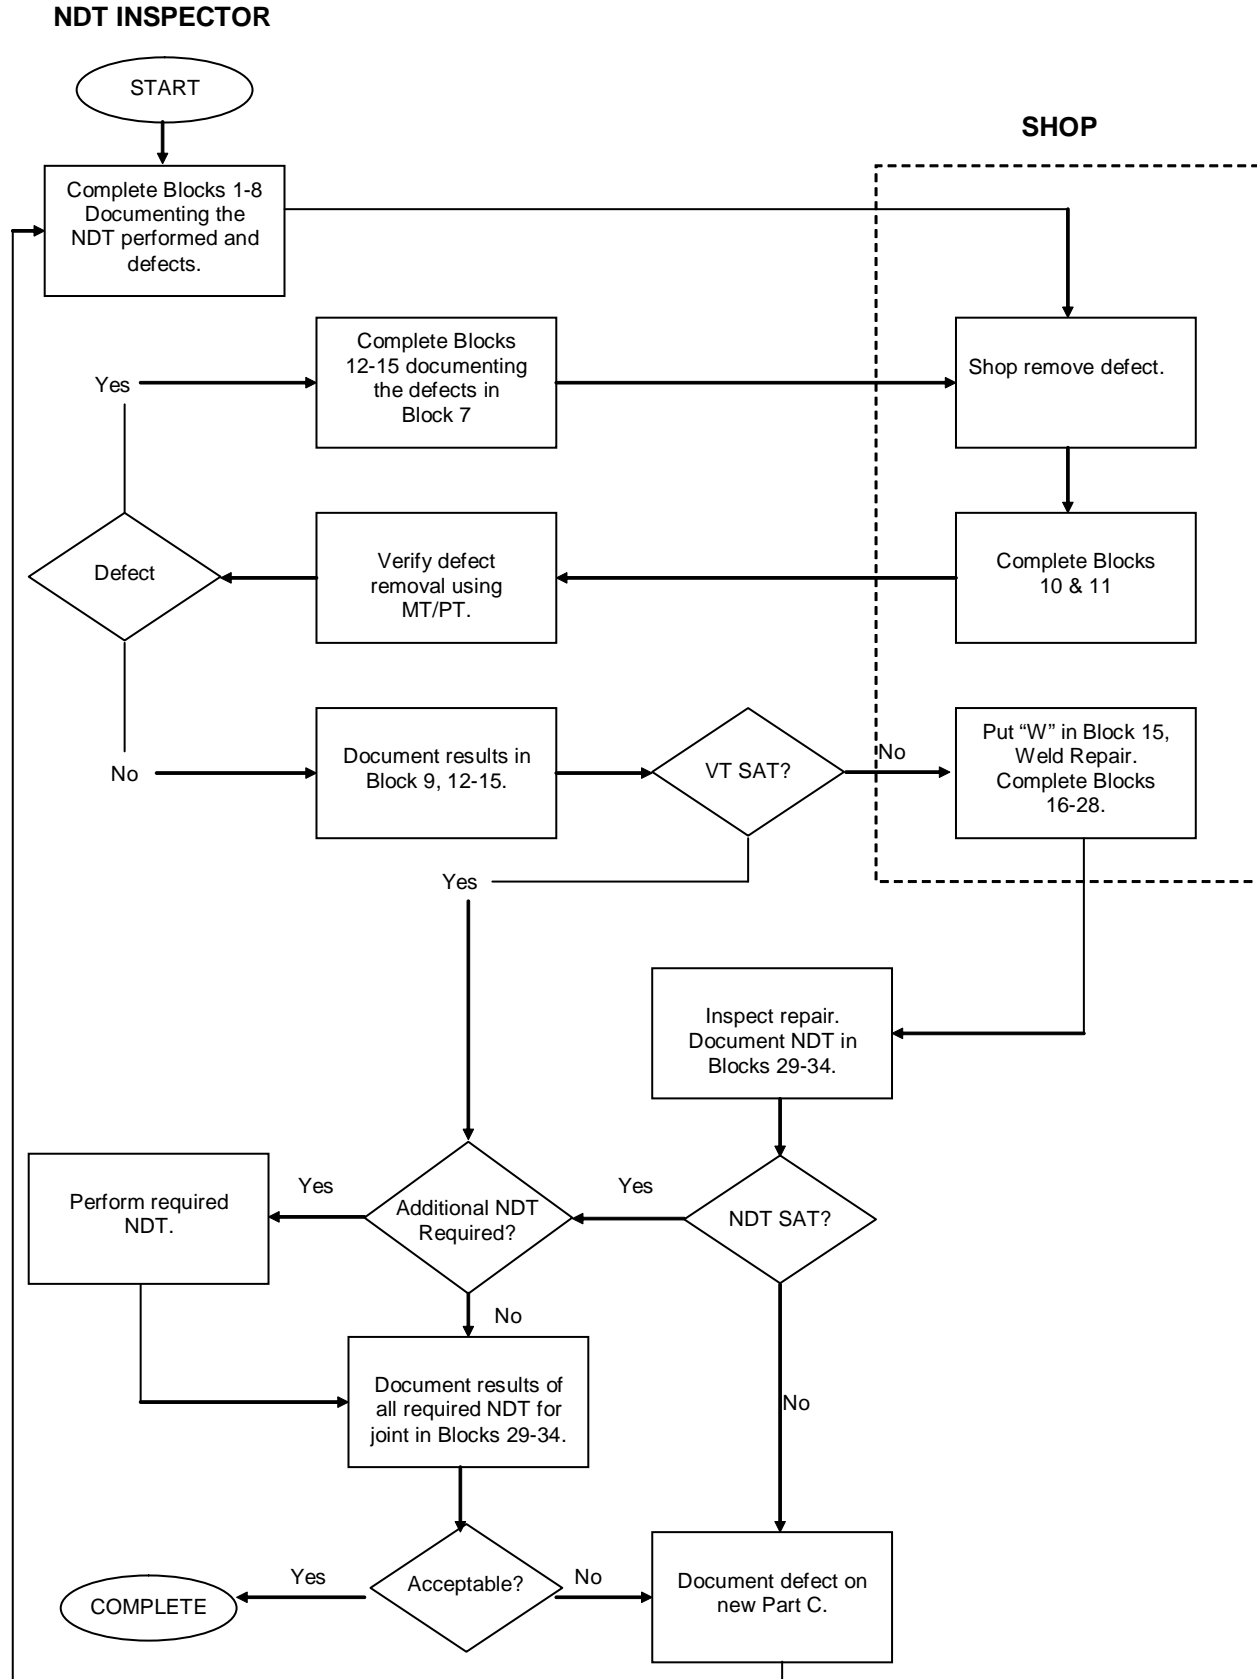 NDT INSPECTOR
START
SHOP
Complete Blocks 1-8
Documenting the
NDT performed and
defects.
Complete Blocks
12-15 documenting
the defects in
Block 7
Shop remove defect.
Yes
Defect
Verify defect
removal using
MT/PT.
Complete Blocks
10 & 11
No
Document results in
Block 9, 12-15.
VT SAT?
No
Put “W” in Block 15,
Weld Repair.
Complete Blocks
16-28.
Yes
Inspect repair.
Document NDT in
Blocks 29-34.
Perform required
NDT.
Yes
Additional NDT
Required?
Yes
NDT SAT?
No
Document results of
all required NDT for
joint in Blocks 29-34.
No
COMPLETE
Yes
Acceptable?
No
Document defect on
new Part C.